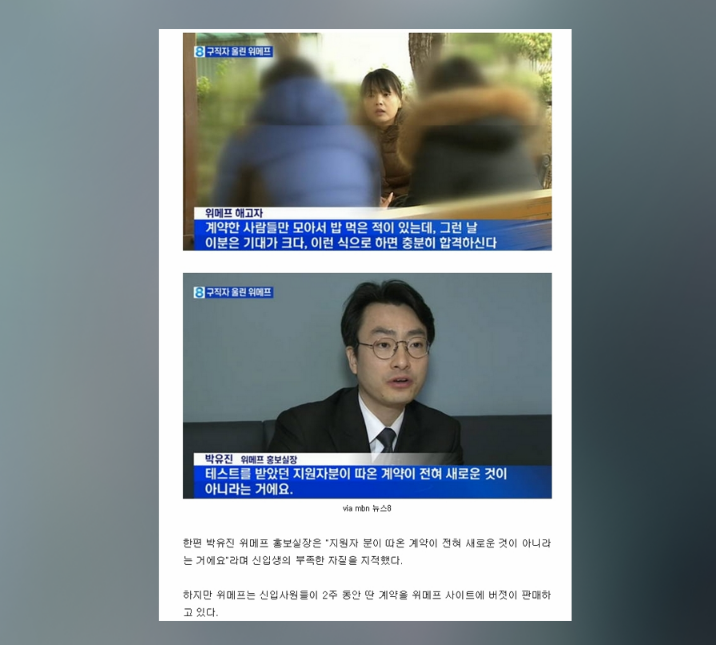 8 구직자 울린 위메프
위메프 해고자
계약한 사람들만 모아서 밥 먹은 적이 있는데, 그런 날
이분은 기대가 크다, 이런 식으로 하면 충분히 합격하신다
8 구직자 울린 위메프
박유진 위메프 홍보실장
테스트를 받았던 지원자분이 따온 계약이 전혀 새로운 것이
아니라는 거에요.
via mbn 뉴스8
한편 박유진 위메프 홍보실장은 "지원자 분이 따온 계약이 전혀 새로운 것이 아니라
는 거에요"라며 신입생의 부족한 자질을 지적했다.
하지만 위메프는 신입사원들이 2주 동안 딴 계약을 위메프 사이트에 버젓이 판매하
고 있다.